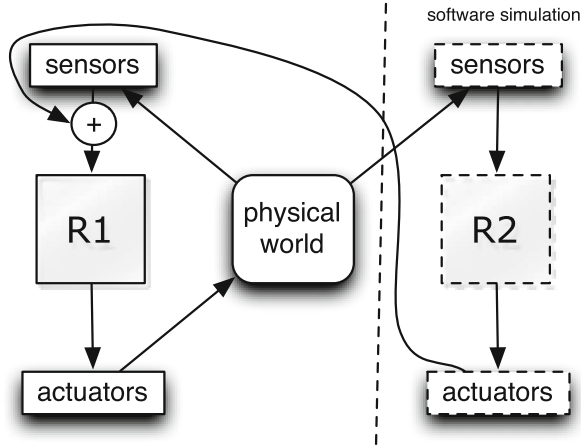 software simulation
sensors
sensors
+
R1
physical
world
R2
actuators
actuators